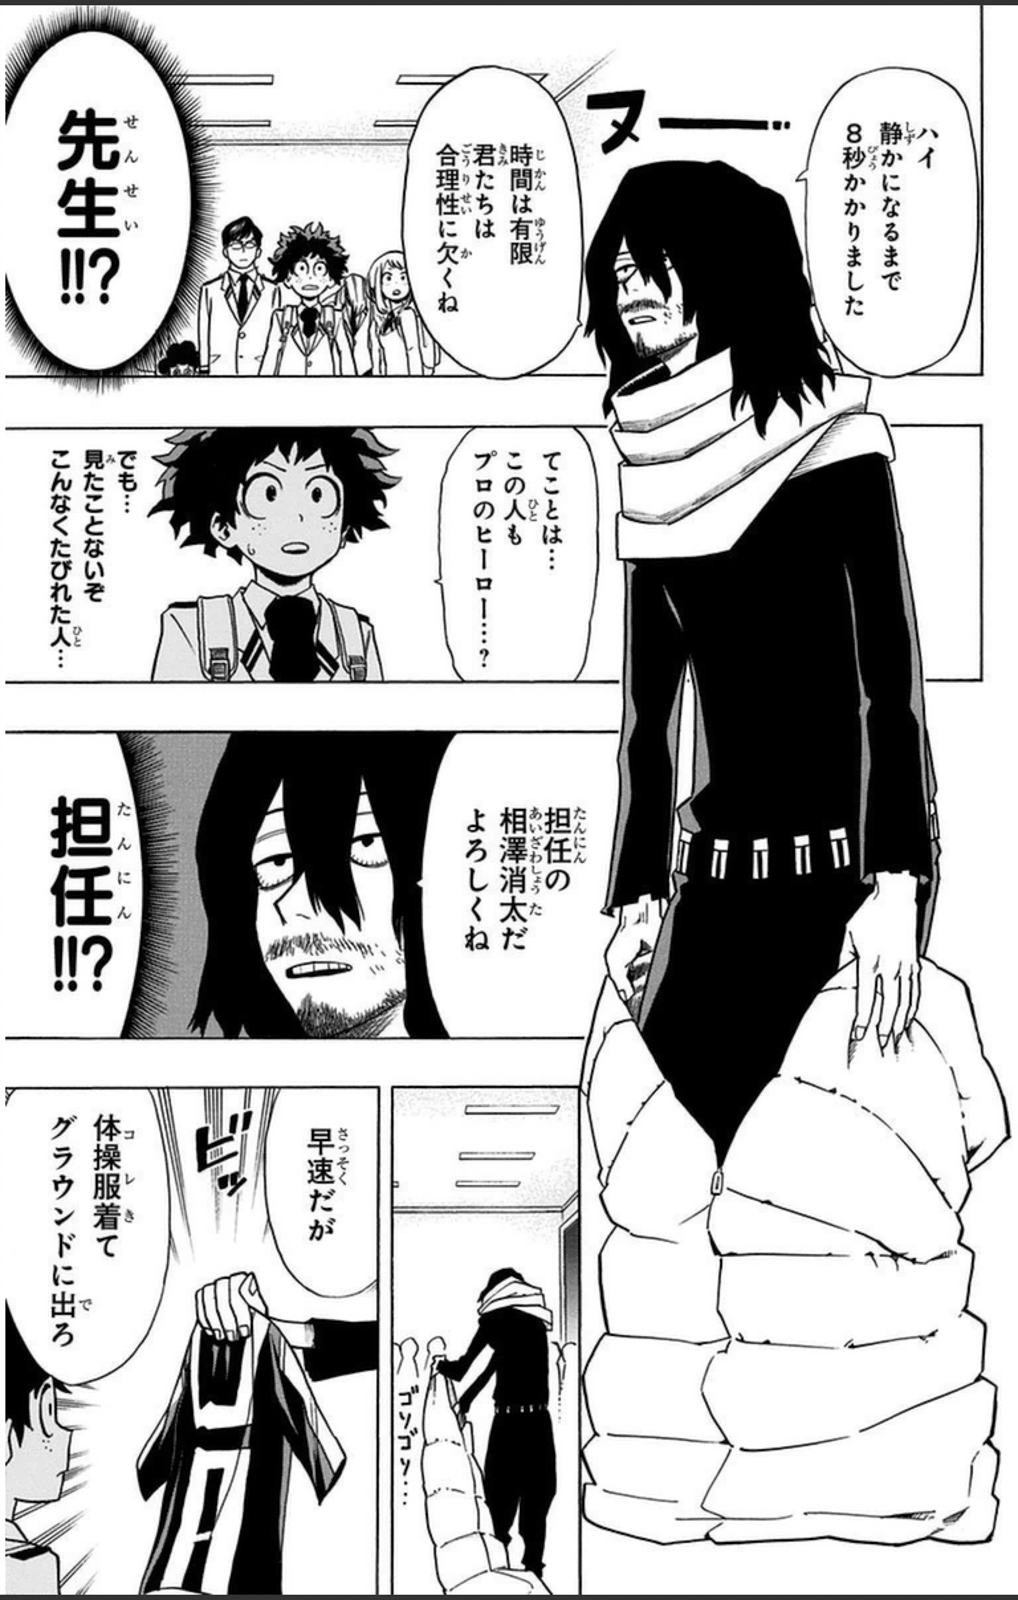 ハイ
静かになるまで
8秒かかりました
ヌーーー…
時間は有限
君たちは
合理性に欠くね
先生!!?
てことは…
この人も
プロのヒーロー…?
でも…
見たことないぞ
こんなくたびれた人…
担任の
相澤消太だ
よろしくね
担任!!?
ゴソゴソ…
早速だが
ビッ
体操服着て
グラウンドに出ろ